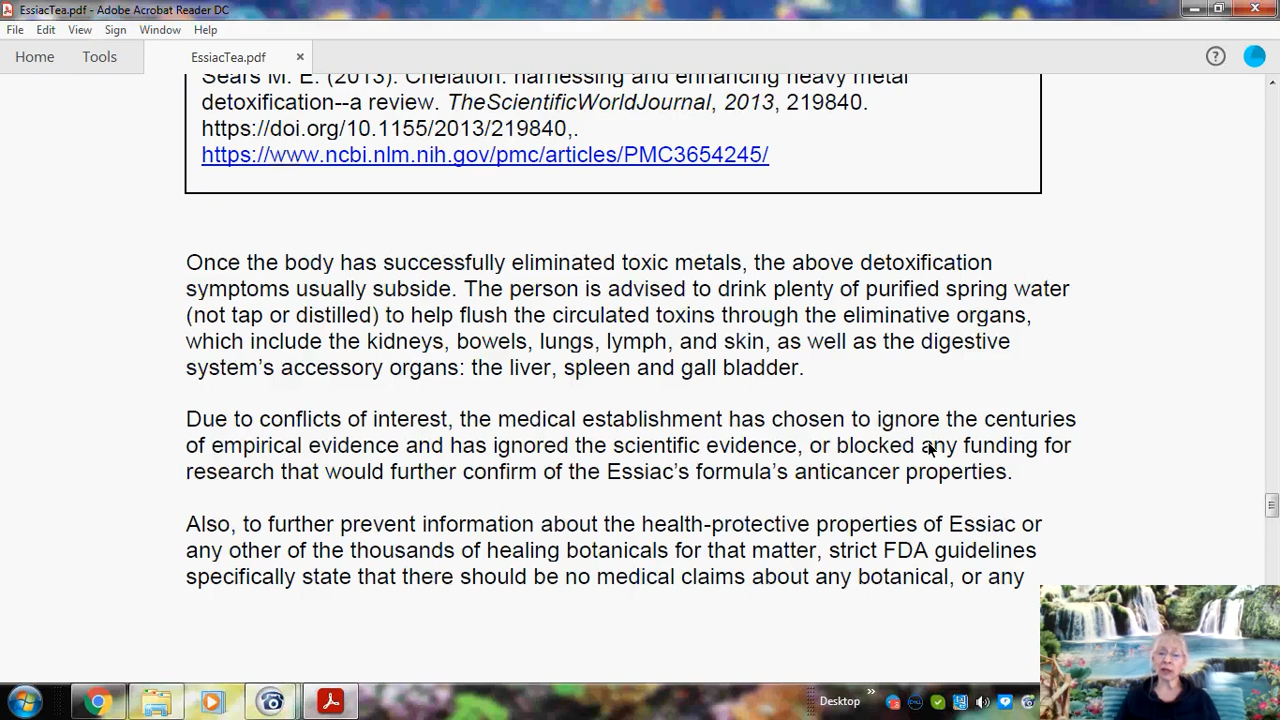 EssiacTea.pdf - Adobe Acrobat Reader DC
File Edit View Sign Window Help
Home Tools EssiacTea.pdf ×
Sears M. E. (2013). Chelation: harnessing and enhancing heavy metal
detoxification--a review. TheScientificWorldJournal, 2013, 219840.
https://doi.org/10.1155/2013/219840,.
https://www.ncbi.nlm.nih.gov/pmc/articles/PMC3654245/
Once the body has successfully eliminated toxic metals, the above detoxification
symptoms usually subside. The person is advised to drink plenty of purified spring water
(not tap or distilled) to help flush the circulated toxins through the eliminative organs,
which include the kidneys, bowels, lungs, lymph, and skin, as well as the digestive
system's accessory organs: the liver, spleen and gall bladder.
Due to conflicts of interest, the medical establishment has chosen to ignore the centuries
of empirical evidence and has ignored the scientific evidence, or blocked any funding for
research that would further confirm of the Essiac's formula's anticancer properties.
Also, to further prevent information about the health-protective properties of Essiac or
any other of the thousands of healing botanicals for that matter, strict FDA guidelines
specifically state that there should be no medical claims about any botanical, or any
Desktop »